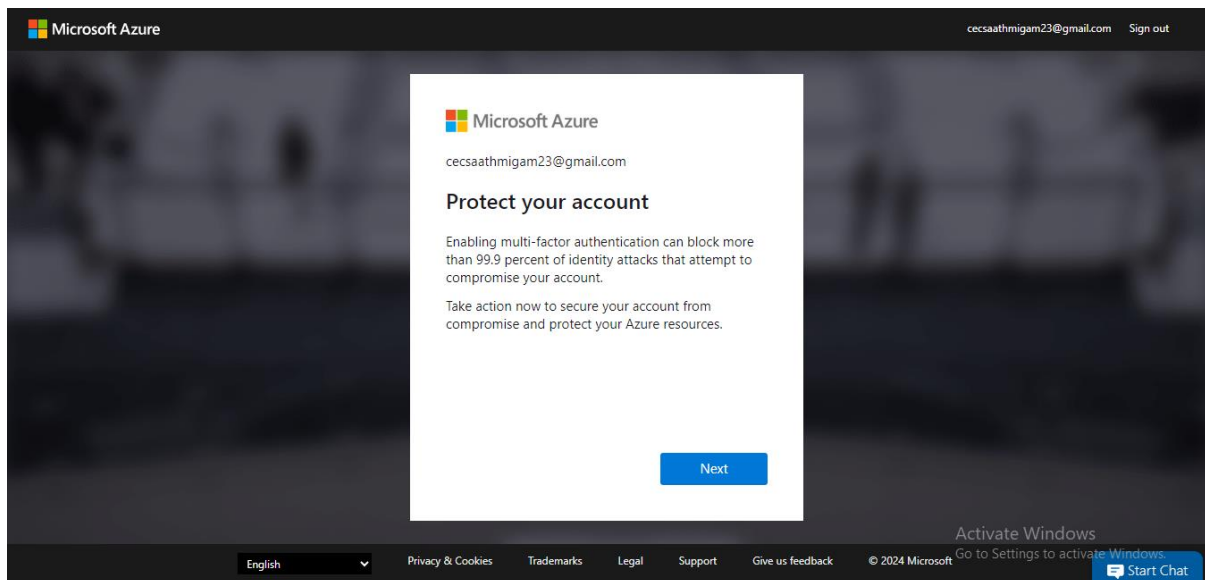 Microsoft Azure
cecsaathmigam23@gmail.com Sign out
Microsoft Azure
cecsaathmigam23@gmail.com
Protect your account
Enabling multi-factor authentication can block more
than 99.9 percent of identity attacks that attempt to
compromise your account.
Take action now to secure your account from
compromise and protect your Azure resources.
Next
Activate Windows
Go to Settings to activate Windows.
English
Privacy & Cookies
Trademarks
Legal
Support
Give us feedback
© 2024 Microsoft
Start Chat